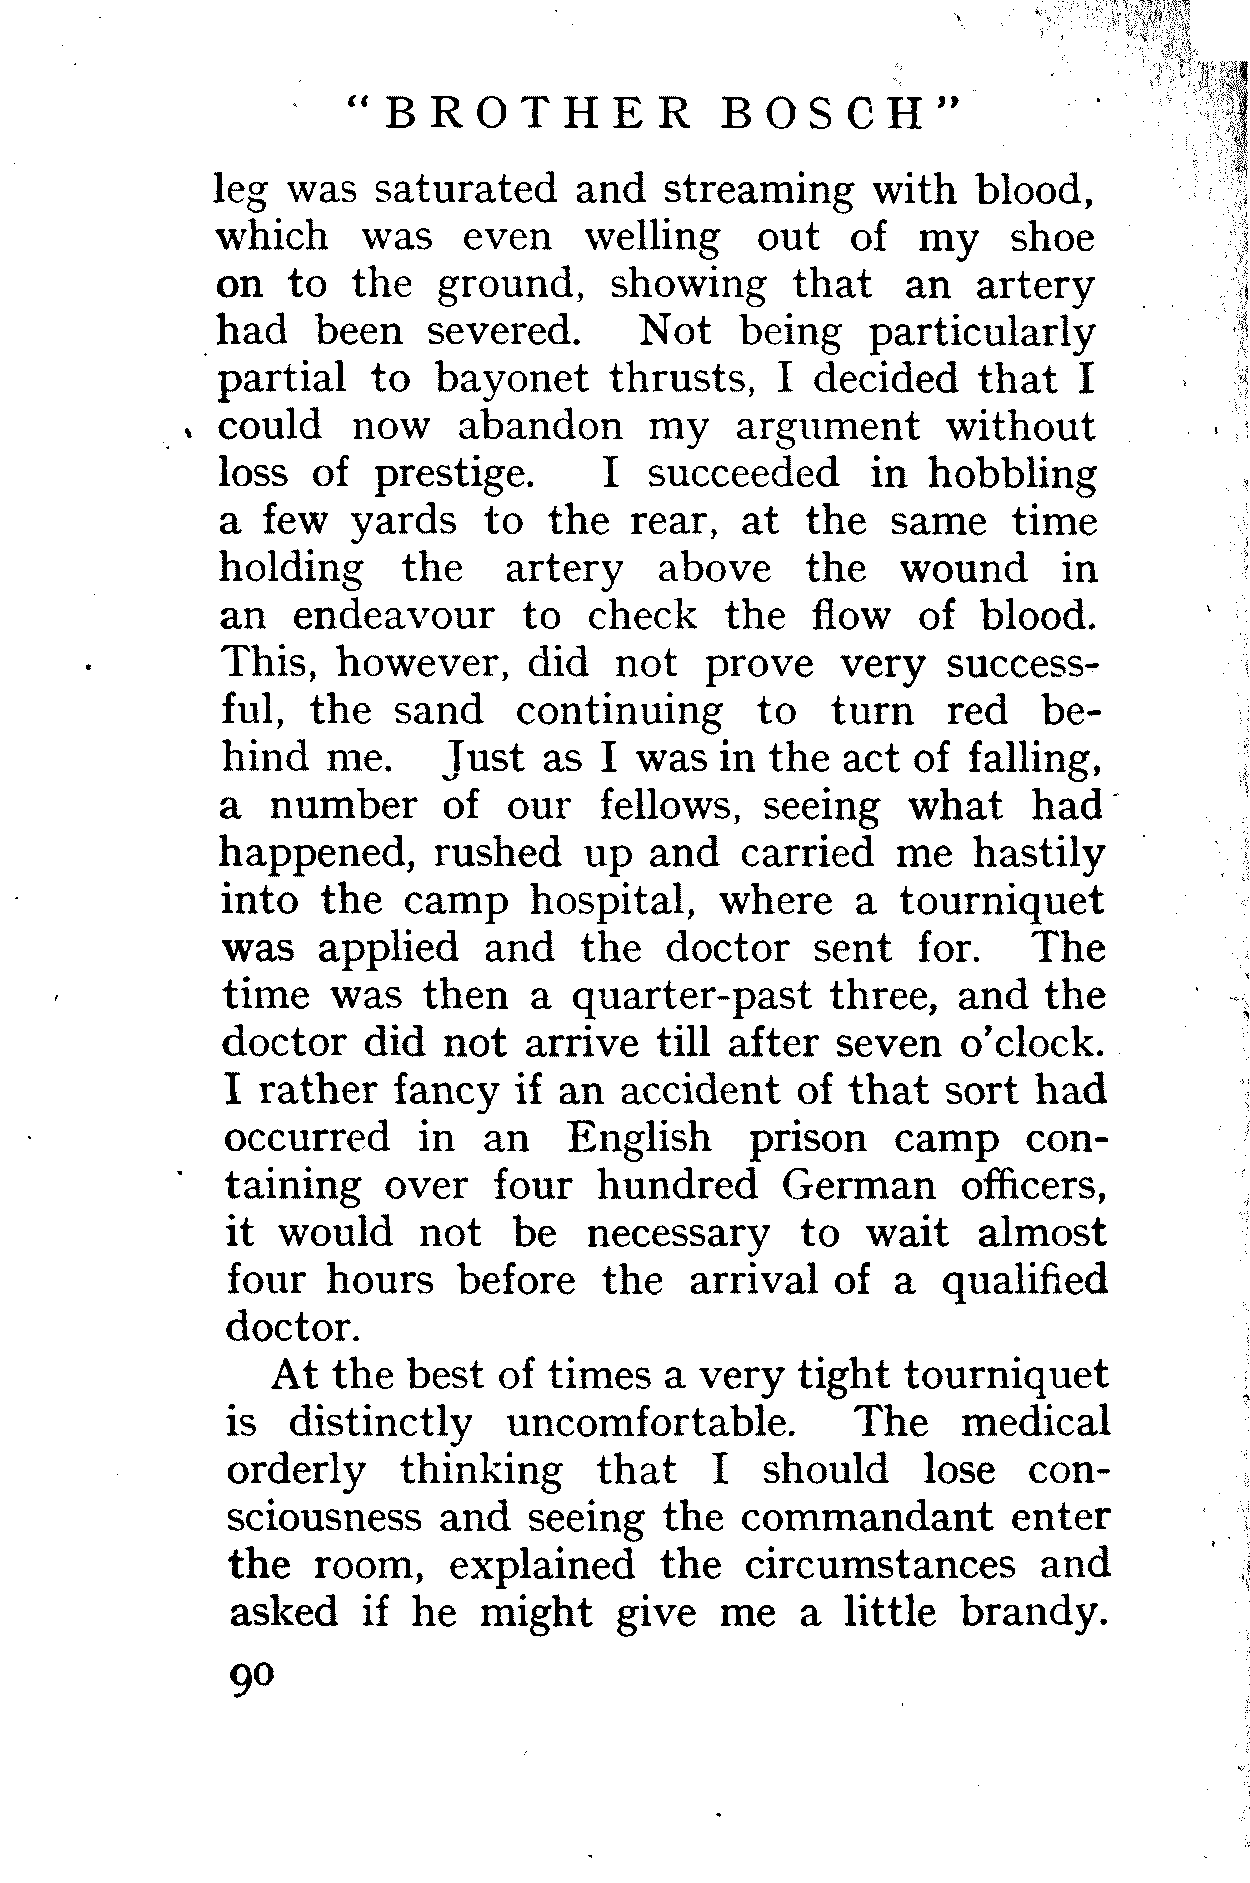 "BROTHER BOSCH"
leg was saturated and streaming with blood,
which was even welling out of my shoe
on to the ground, showing that an artery
had been severed. Not being particularly
partial to bayonet thrusts, I decided that I
could now abandon my argument without
loss of prestige. I succeeded in hobbling
a few yards to the rear, at the same time
holding the artery above the wound in
an endeavour to check the flow of blood.
This, however, did not prove very success-
ful, the sand continuing to turn red be-
hind me. Just as I was in the act of falling,
a number of our fellows, seeing what had
happened, rushed up and carried me hastily
into the camp hospital, where a tourniquet
was applied and the doctor sent for. The
time was then a quarter-past three, and the
doctor did not arrive till after seven o'clock.
I rather fancy if an accident of that sort had
occurred in an English prison camp con-
taining over four hundred German officers,
it would not be necessary to wait almost
four hours before the arrival of a qualified
doctor.
At the best of times a very tight tourniquet
is distinctly uncomfortable. The medical
orderly thinking that I should lose con-
sciousness and seeing the commandant enter
the room, explained the circumstances and
asked if he might give me a little brandy.
90